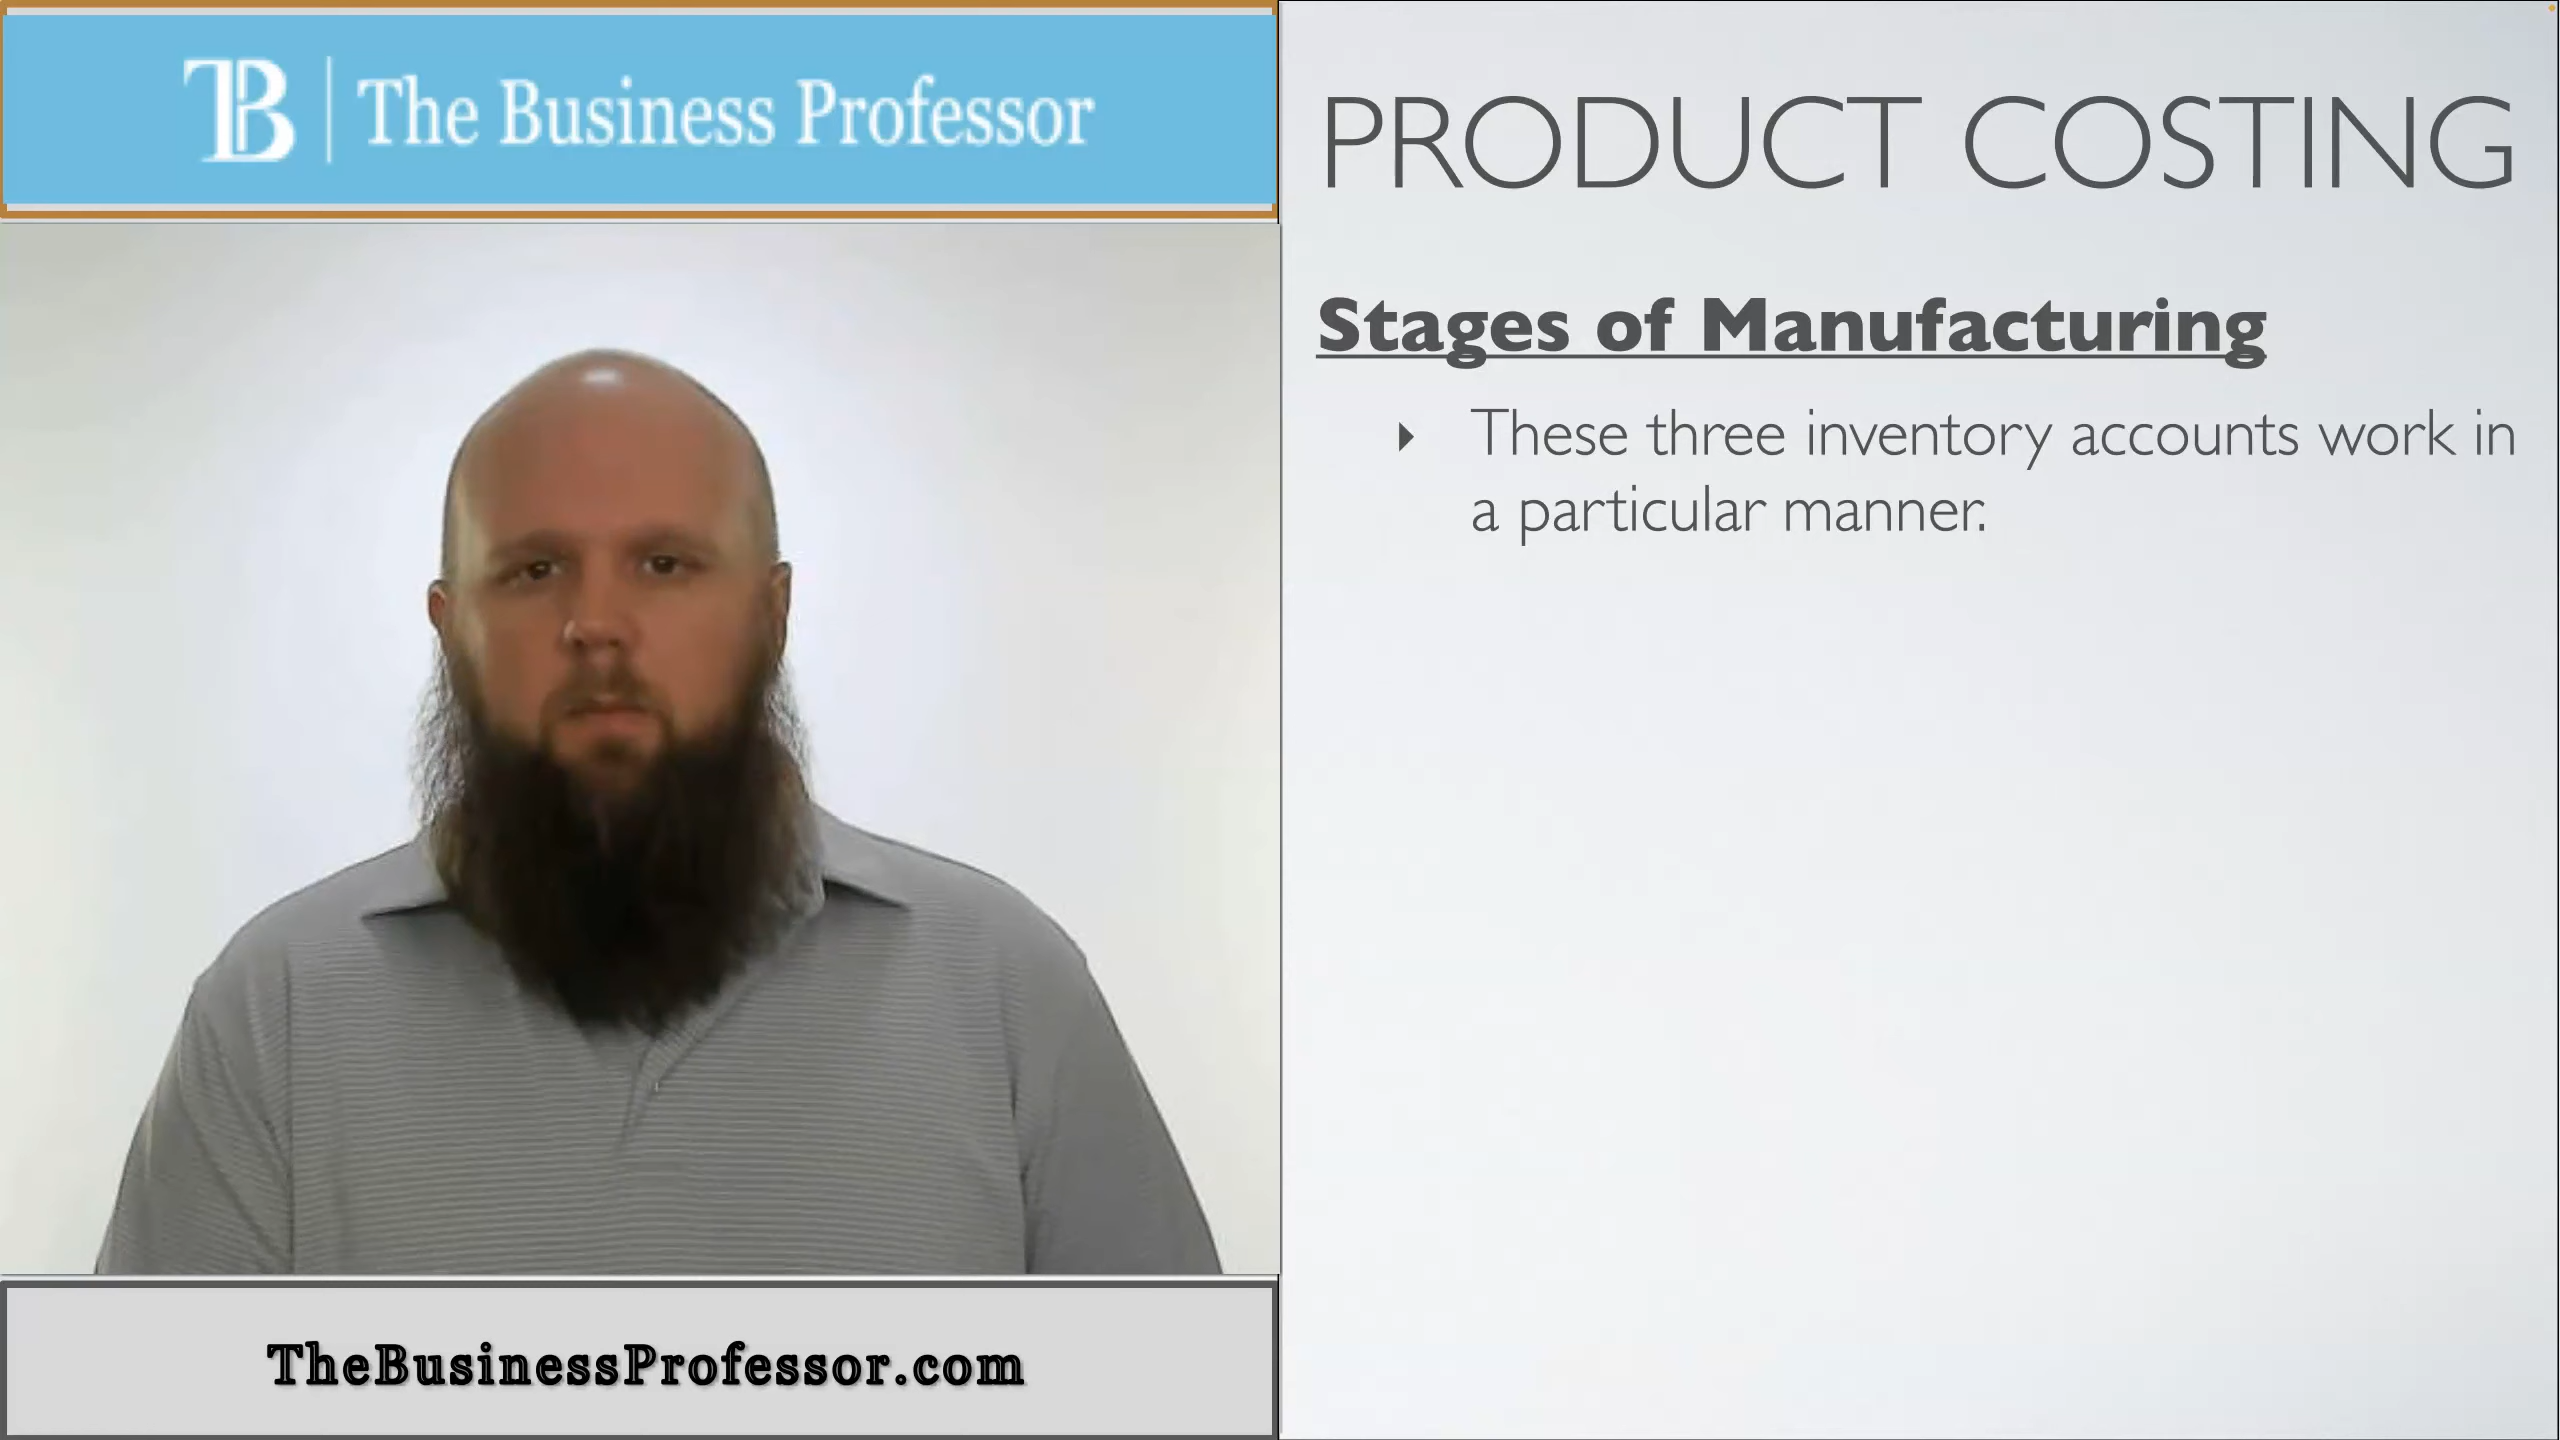 TB | The Business Professor
PRODUCT COSTING
Stages of Manufacturing
These three inventory accounts work in
a particular manner.
TheBusinessProfessor.com